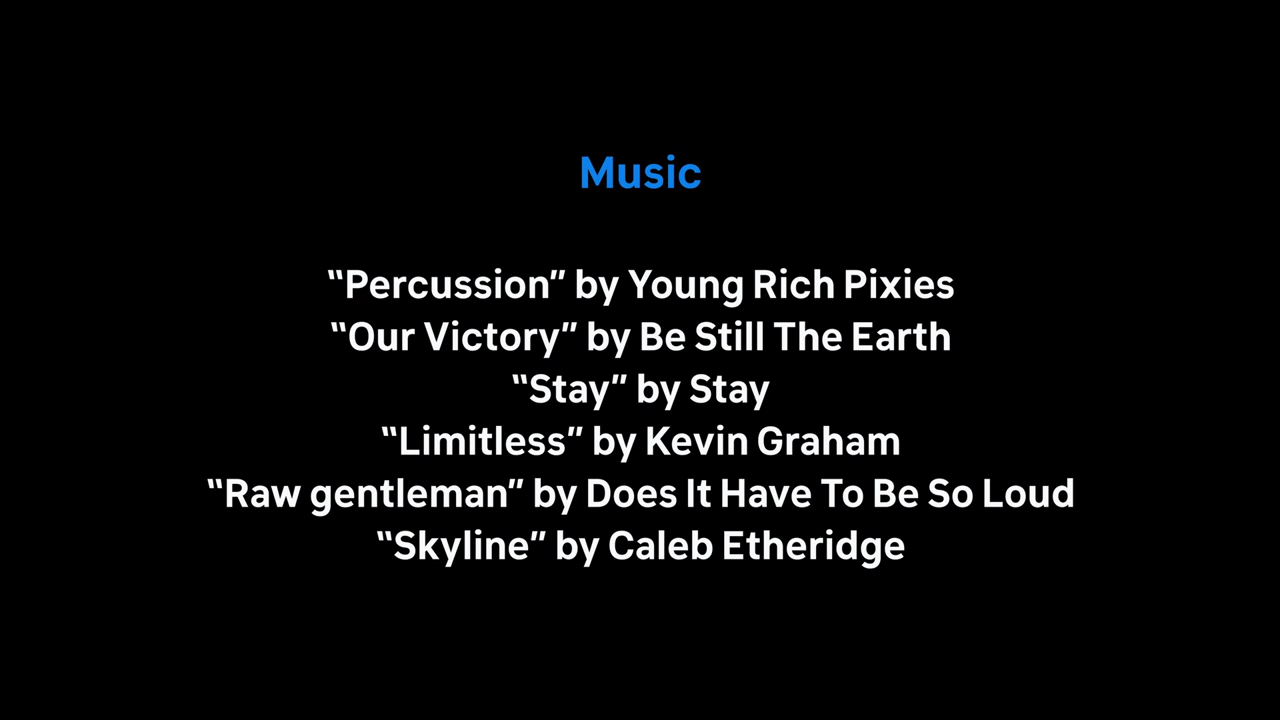 Music
“Percussion” by Young Rich Pixies
“Our Victory” by Be Still The Earth
“Stay” by Stay
“Limitless” by Kevin Graham
“Raw gentleman” by Does It Have To Be So Loud
“Skyline” by Caleb Etheridge